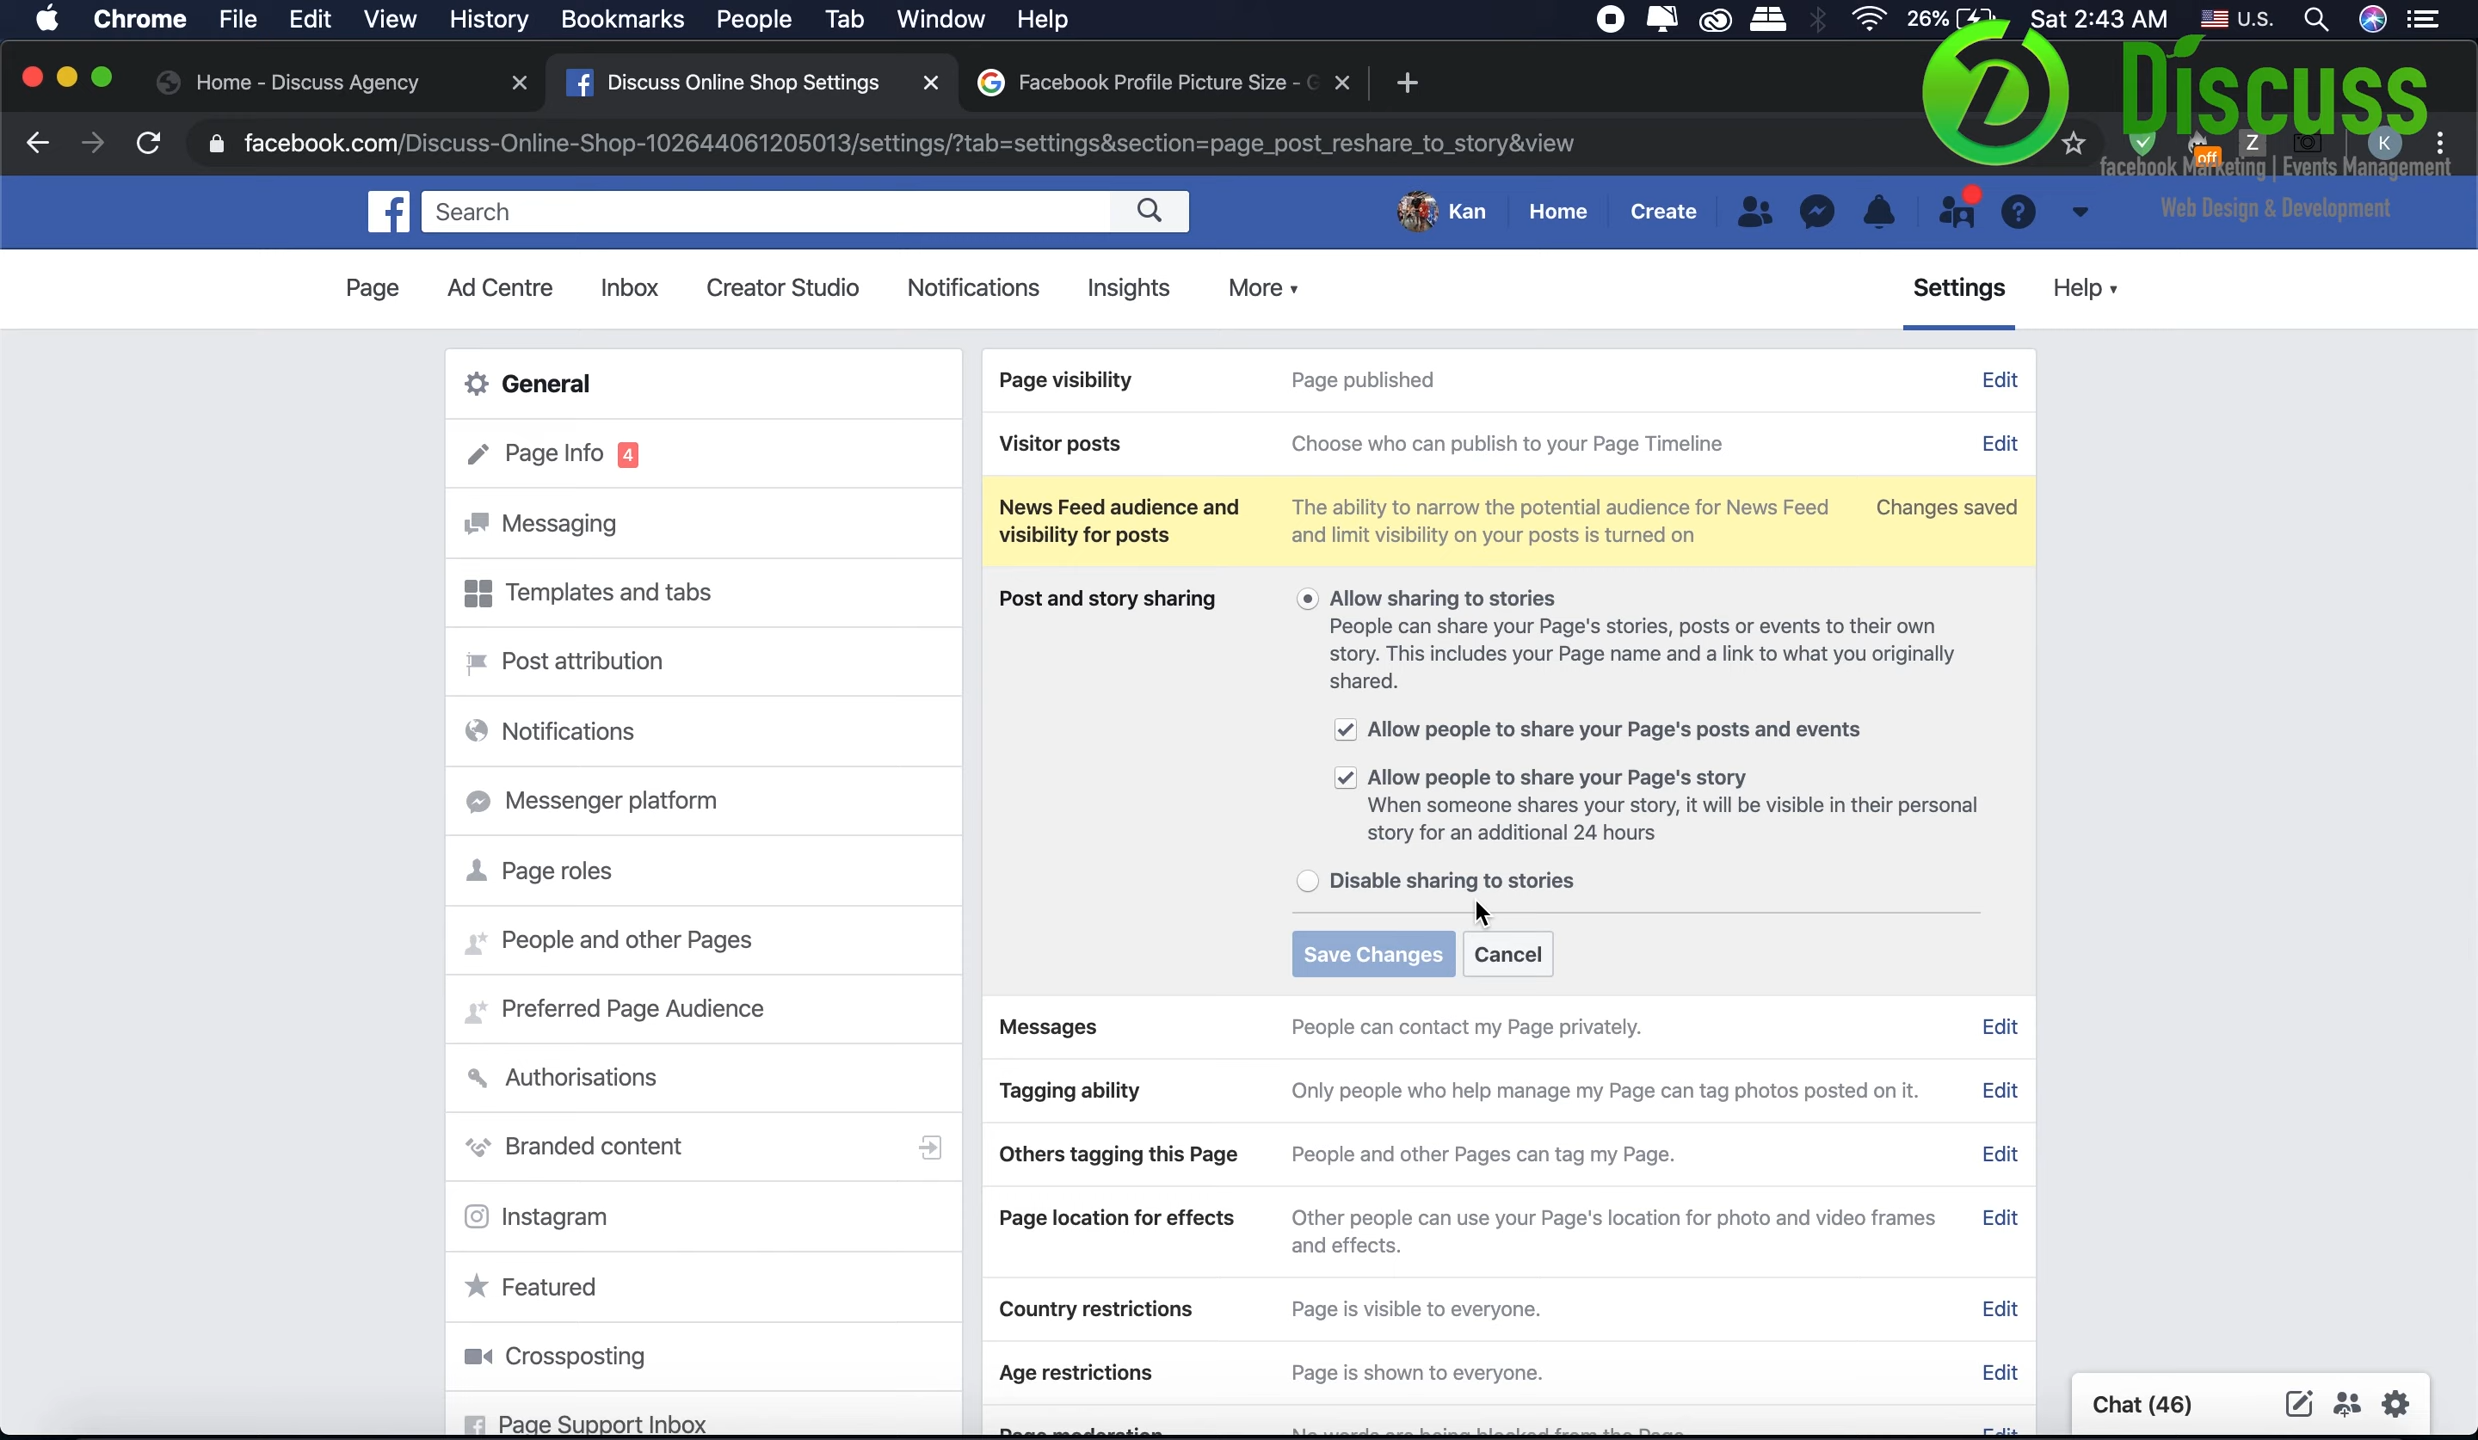 Chrome File Edit View History Bookmarks People Tab Window Help 26% Sat 2:43 AM U.S.
Home - Discuss Agency Discuss Online Shop Settings Facebook Profile Picture Size - G
Discuss
facebook.com/Discuss-Online-Shop-102644061205013/settings/?tab=settings&section=page_post_reshare_to_story&view
off Z K
facebook Marketing | Events Management
Web Design & Development
Search Kan Home Create
Page Ad Centre Inbox Creator Studio Notifications Insights More Settings Help
General
Page Info 4
Messaging
Templates and tabs
Post attribution
Notifications
Messenger platform
Page roles
People and other Pages
Preferred Page Audience
Authorisations
Branded content
Instagram
Featured
Crossposting
Page Support Inbox
Page visibility Page published Edit
Visitor posts Choose who can publish to your Page Timeline Edit
News Feed audience and The ability to narrow the potential audience for News Feed Changes saved
visibility for posts and limit visibility on your posts is turned on
Post and story sharing Allow sharing to stories
People can share your Page's stories, posts or events to their own
story. This includes your Page name and a link to what you originally
shared.
Allow people to share your Page's posts and events
Allow people to share your Page's story
When someone shares your story, it will be visible in their personal
story for an additional 24 hours
Disable sharing to stories
Save Changes Cancel
Messages People can contact my Page privately. Edit
Tagging ability Only people who help manage my Page can tag photos posted on it. Edit
Others tagging this Page People and other Pages can tag my Page. Edit
Page location for effects Other people can use your Page's location for photo and video frames Edit
and effects.
Country restrictions Page is visible to everyone. Edit
Age restrictions Page is shown to everyone. Edit
Page moderation No words are being blocked from the Page. Edit
Chat (46)